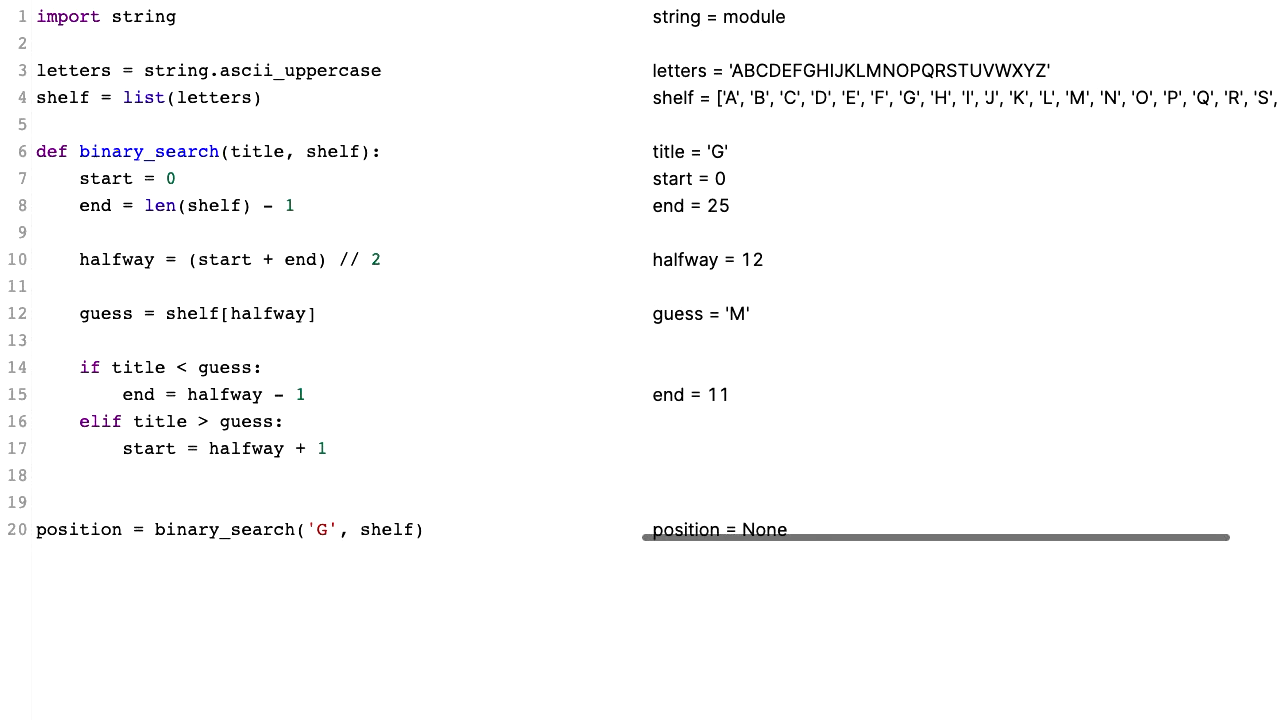 1 import string
2
3 letters = string.ascii_uppercase
4 shelf = list(letters)
5
6 def binary_search(title, shelf):
7     start = 0
8     end = len(shelf) - 1
9
10     halfway = (start + end) // 2
11
12     guess = shelf[halfway]
13
14     if title < guess:
15         end = halfway - 1
16     elif title > guess:
17         start = halfway + 1
18
19
20 position = binary_search('G', shelf)
string = module
letters = 'ABCDEFGHIJKLMNOPQRSTUVWXYZ'
shelf = ['A', 'B', 'C', 'D', 'E', 'F', 'G', 'H', 'I', 'J', 'K', 'L', 'M', 'N', 'O', 'P', 'Q', 'R', 'S',
title = 'G'
start = 0
end = 25
halfway = 12
guess = 'M'
end = 11
position = None